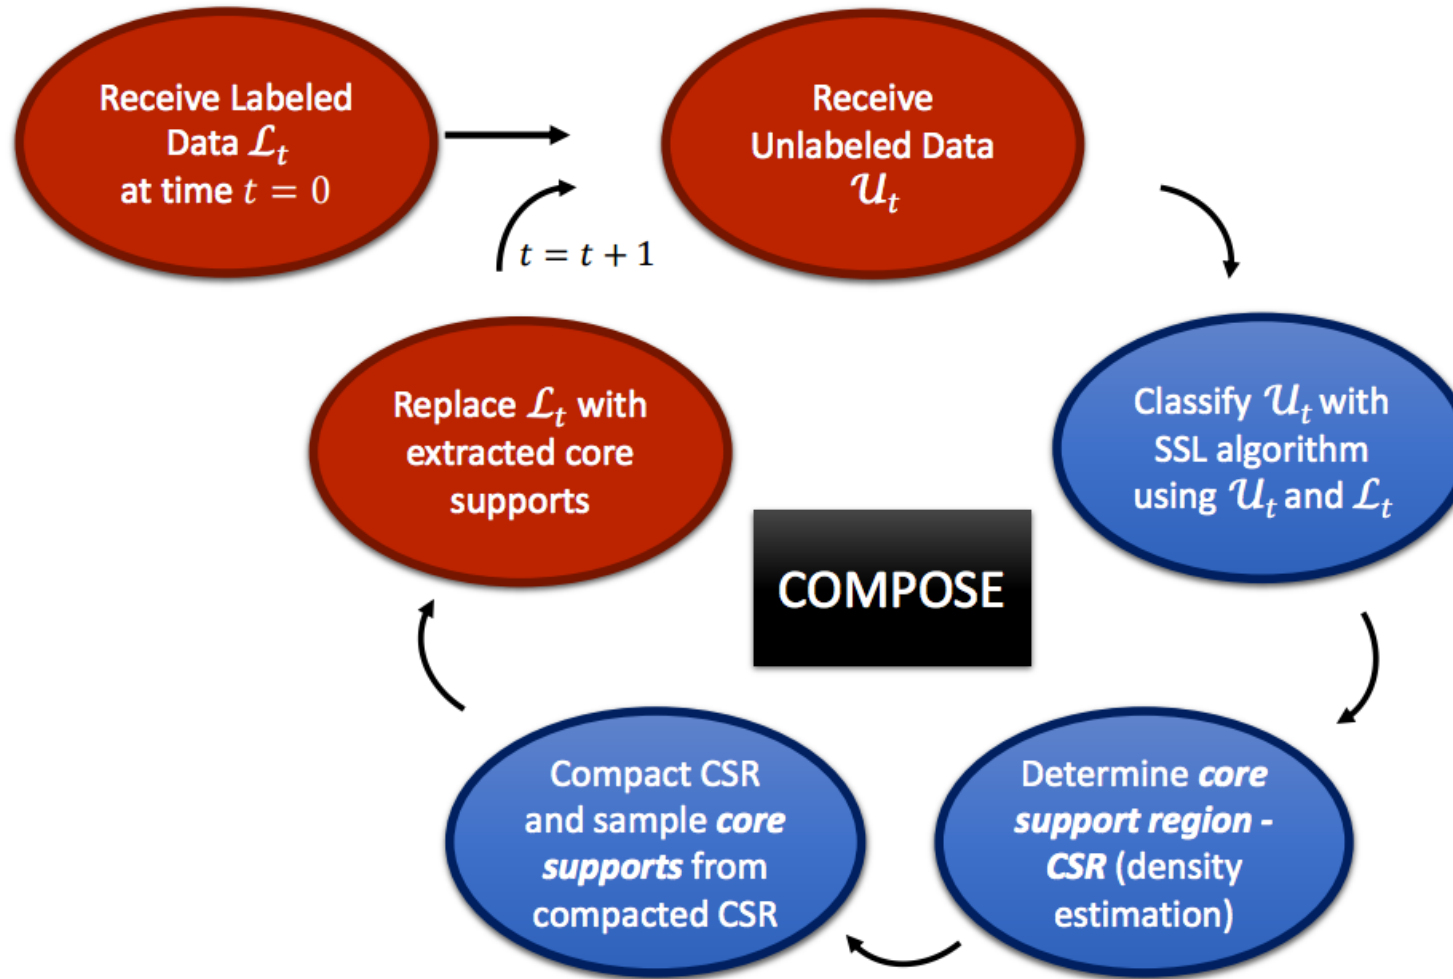 Receive Labeled
Data ℒₜ
at time t = 0
Receive
Unlabeled Data
𝒰ₜ
t = t + 1
Classify 𝒰ₜ with
SSL algorithm
using 𝒰ₜ and ℒₜ
Replace ℒₜ with
extracted core
supports
COMPOSE
Determine core
support region -
CSR (density
estimation)
Compact CSR
and sample core
supports from
compacted CSR